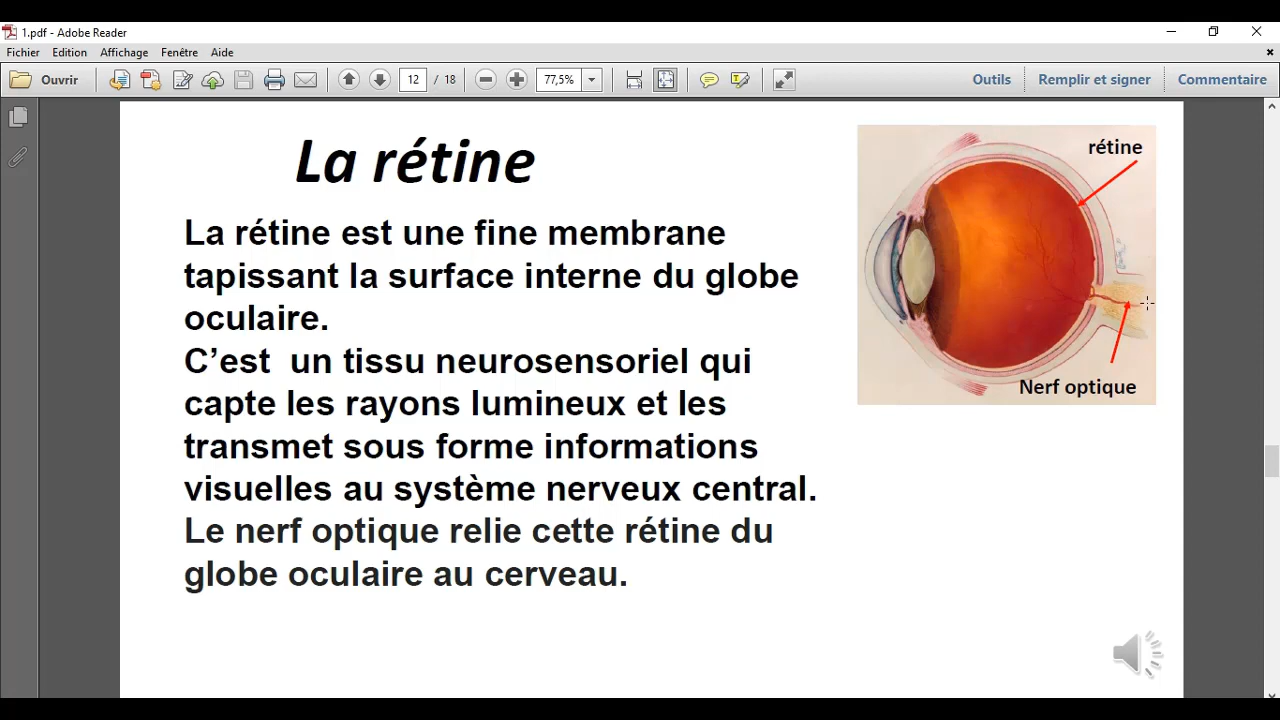 1.pdf - Adobe Reader
Fichier Edition Affichage Fenêtre Aide
Ouvrir 12 / 18 77,5% Outils Remplir et signer Commentaire
La rétine
La rétine est une fine membrane
tapissant la surface interne du globe
oculaire.
C’est un tissu neurosensoriel qui
capte les rayons lumineux et les
transmet sous forme informations
visuelles au système nerveux central.
Le nerf optique relie cette rétine du
globe oculaire au cerveau.
rétine
Nerf optique